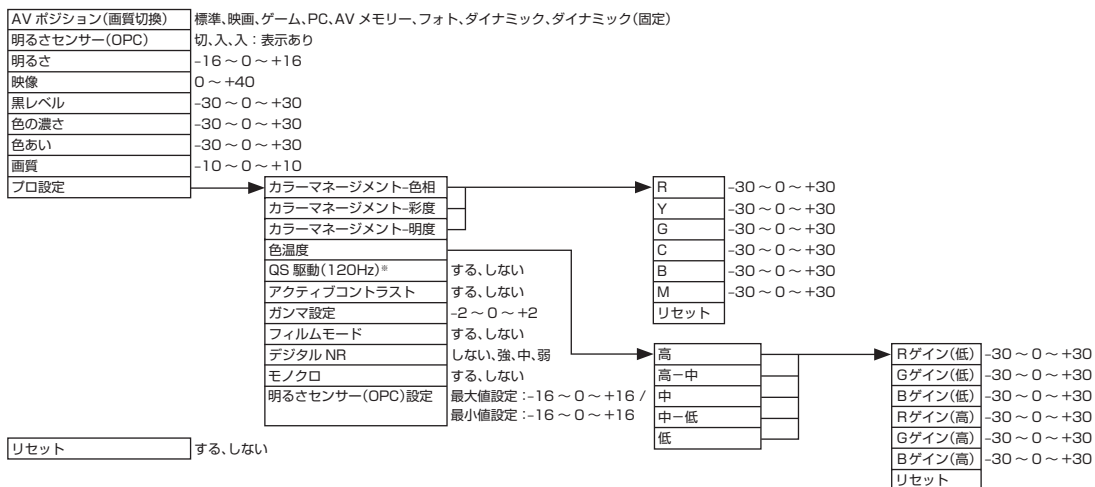 AV ポジション(画質切換) 標準、映画、ゲーム、PC、AV メモリー、フォト、ダイナミック、ダイナミック(固定)
明るさセンサー(OPC) 切、入、入：表示あり
明るさ –16～0～+16
映像 0～+40
黒レベル –30～0～+30
色の濃さ –30～0～+30
色あい –30～0～+30
画質 –10～0～+10
プロ設定
カラーマネージメント–色相
カラーマネージメント–彩度
カラーマネージメント–明度
色温度
QS 駆動(120Hz)※ する、しない
アクティブコントラスト する、しない
ガンマ設定 –2～0～+2
フィルムモード する、しない
デジタル NR しない、強、中、弱
モノクロ する、しない
明るさセンサー(OPC)設定 最大値設定：–16～0～+16 /
最小値設定：–16～0～+16
R –30～0～+30
Y –30～0～+30
G –30～0～+30
C –30～0～+30
B –30～0～+30
M –30～0～+30
リセット
高
高－中
中
中－低
低
R ゲイン(低) –30～0～+30
G ゲイン(低) –30～0～+30
B ゲイン(低) –30～0～+30
R ゲイン(高) –30～0～+30
G ゲイン(高) –30～0～+30
B ゲイン(高) –30～0～+30
リセット
リセット する、しない